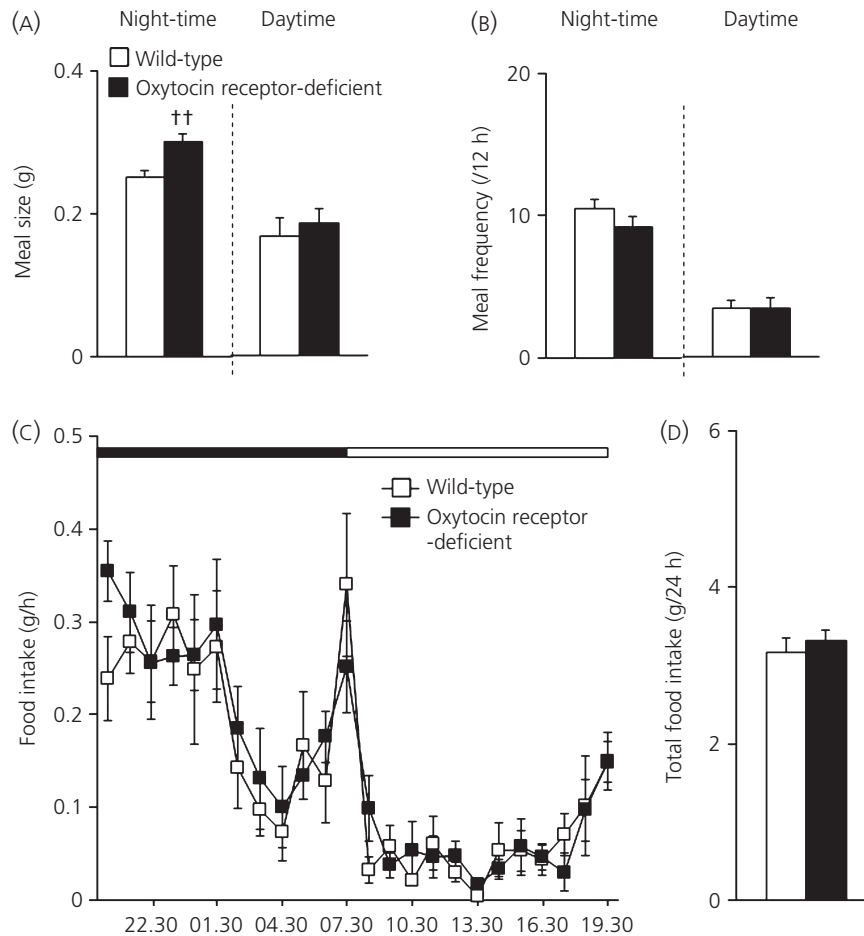 (A) Night-time Daytime
Wild-type
Oxytocin receptor-deficient
††
Meal size (g)
0.4
0.2
0
(B) Night-time Daytime
Meal frequency (/12 h)
20
10
0
(C)
Food intake (g/h)
0.5
0.4
0.3
0.2
0.1
0
Wild-type
Oxytocin receptor
-deficient
22.30 01.30 04.30 07.30 10.30 13.30 16.30 19.30
(D)
Total food intake (g/24 h)
6
4
2
0